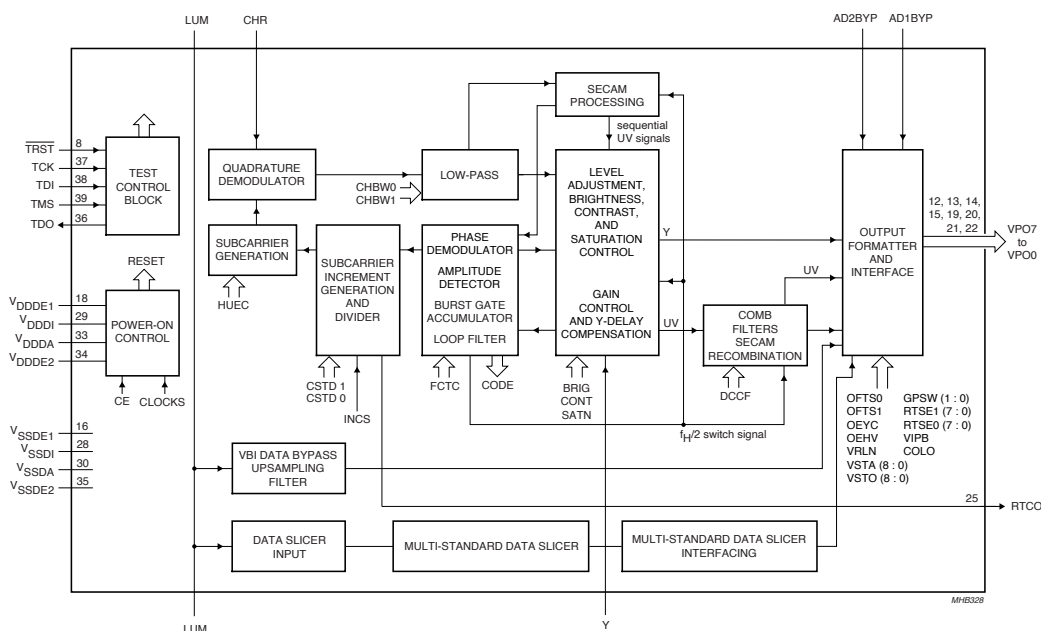 LUM
CHR
AD2BYP
AD1BYP
SECAM
PROCESSING
sequential
UV signals
TRST
8
TCK
37
TDI
38
TMS
39
TDO
36
TEST
CONTROL
BLOCK
QUADRATURE
DEMODULATOR
LOW-PASS
CHBW0
CHBW1
LEVEL
ADJUSTMENT,
BRIGHTNESS,
CONTRAST,
AND
SATURATION
CONTROL
GAIN
CONTROL
AND Y-DELAY
COMPENSATION
Y
UV
OUTPUT
FORMATTER
AND
INTERFACE
12, 13, 14,
15, 19, 20,
21, 22
VPO7
to
VPO0
SUBCARRIER
GENERATION
HUEC
SUBCARRIER
INCREMENT
GENERATION
AND
DIVIDER
PHASE
DEMODULATOR
AMPLITUDE
DETECTOR
BURST GATE
ACCUMULATOR
LOOP FILTER
UV
COMB
FILTERS
SECAM
RECOMBINATION
RESET
VDDDE1
18
VDDDI
29
VDDDA
33
VDDDE2
34
POWER-ON
CONTROL
CE
CLOCKS
CSTD 1
CSTD 0
INCS
FCTC
CODE
BRIG
CONT
SATN
DCCF
fH/2 switch signal
OFTS0
OFTS1
OEYC
OEHV
VRLN
VSTA (8 : 0)
VSTO (8 : 0)
GPSW (1 : 0)
RTSE1 (7 : 0)
RTSE0 (7 : 0)
VIPB
COLO
VSSDE1
16
VSSDI
28
VSSDA
30
VSSDE2
35
VBI DATA BYPASS
UPSAMPLING
FILTER
25
RTCO
DATA SLICER
INPUT
MULTI-STANDARD DATA SLICER
MULTI-STANDARD DATA SLICER
INTERFACING
MHB328
LUM
Y